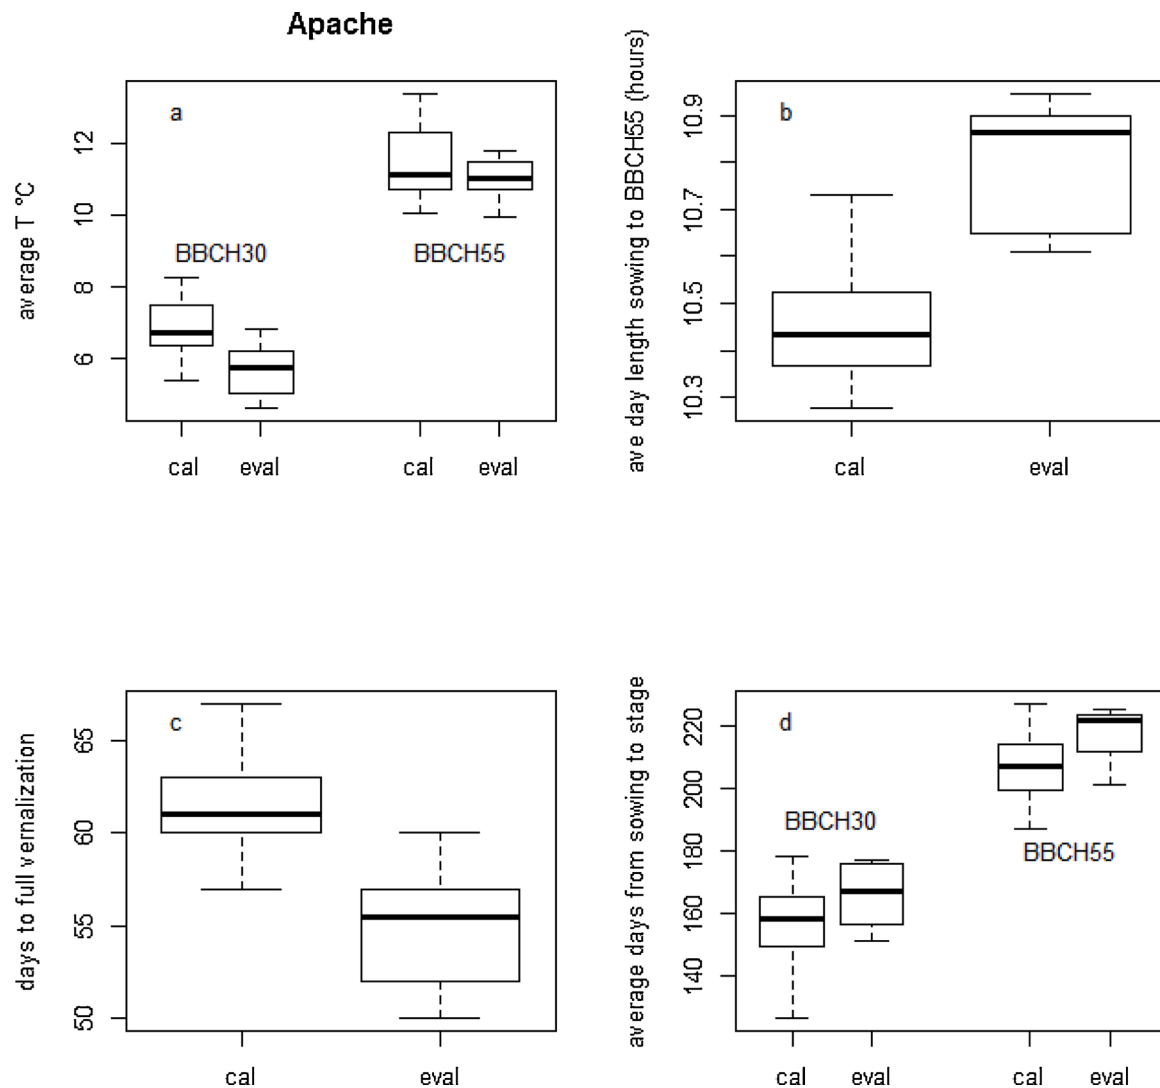 Apache
a
average T °C
12
10
8
6
BBCH30
BBCH55
cal
eval
cal
eval
b
ave day length sowing to BBCH55 (hours)
10.9
10.7
10.5
10.3
cal
eval
c
days to full vernalization
65
60
55
50
cal
eval
d
average days from sowing to stage
220
200
180
160
140
BBCH30
BBCH55
cal
eval
cal
eval